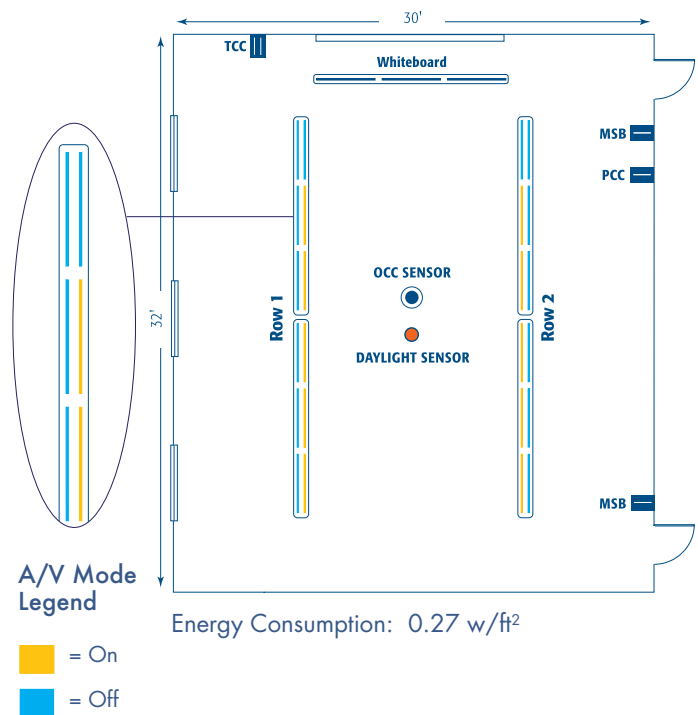 30'
TCC
Whiteboard
MSB
PCC
OCC SENSOR
Row 1
Row 2
32'
DAYLIGHT SENSOR
MSB
A/V Mode
Legend
Energy Consumption: 0.27 w/ft²
= On
= Off